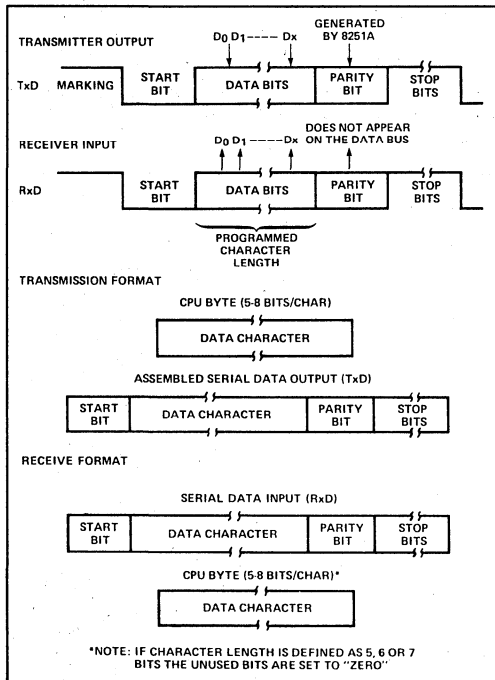 TRANSMITTER OUTPUT
D0 D1 ---- Dx
GENERATED
BY 8251A
TxD MARKING
START
BIT
DATA BITS
PARITY
BIT
STOP
BITS
RECEIVER INPUT
D0 D1 ---- Dx
DOES NOT APPEAR
ON THE DATA BUS
RxD
START
BIT
DATA BITS
PARITY
BIT
STOP
BITS
PROGRAMMED
CHARACTER
LENGTH
TRANSMISSION FORMAT
CPU BYTE (5-8 BITS/CHAR)
DATA CHARACTER
ASSEMBLED SERIAL DATA OUTPUT (TxD)
START
BIT
DATA CHARACTER
PARITY
BIT
STOP
BITS
RECEIVE FORMAT
SERIAL DATA INPUT (RxD)
START
BIT
DATA CHARACTER
PARITY
BIT
STOP
BITS
CPU BYTE (5-8 BITS/CHAR)*
DATA CHARACTER
*NOTE: IF CHARACTER LENGTH IS DEFINED AS 5, 6 OR 7
BITS THE UNUSED BITS ARE SET TO "ZERO"